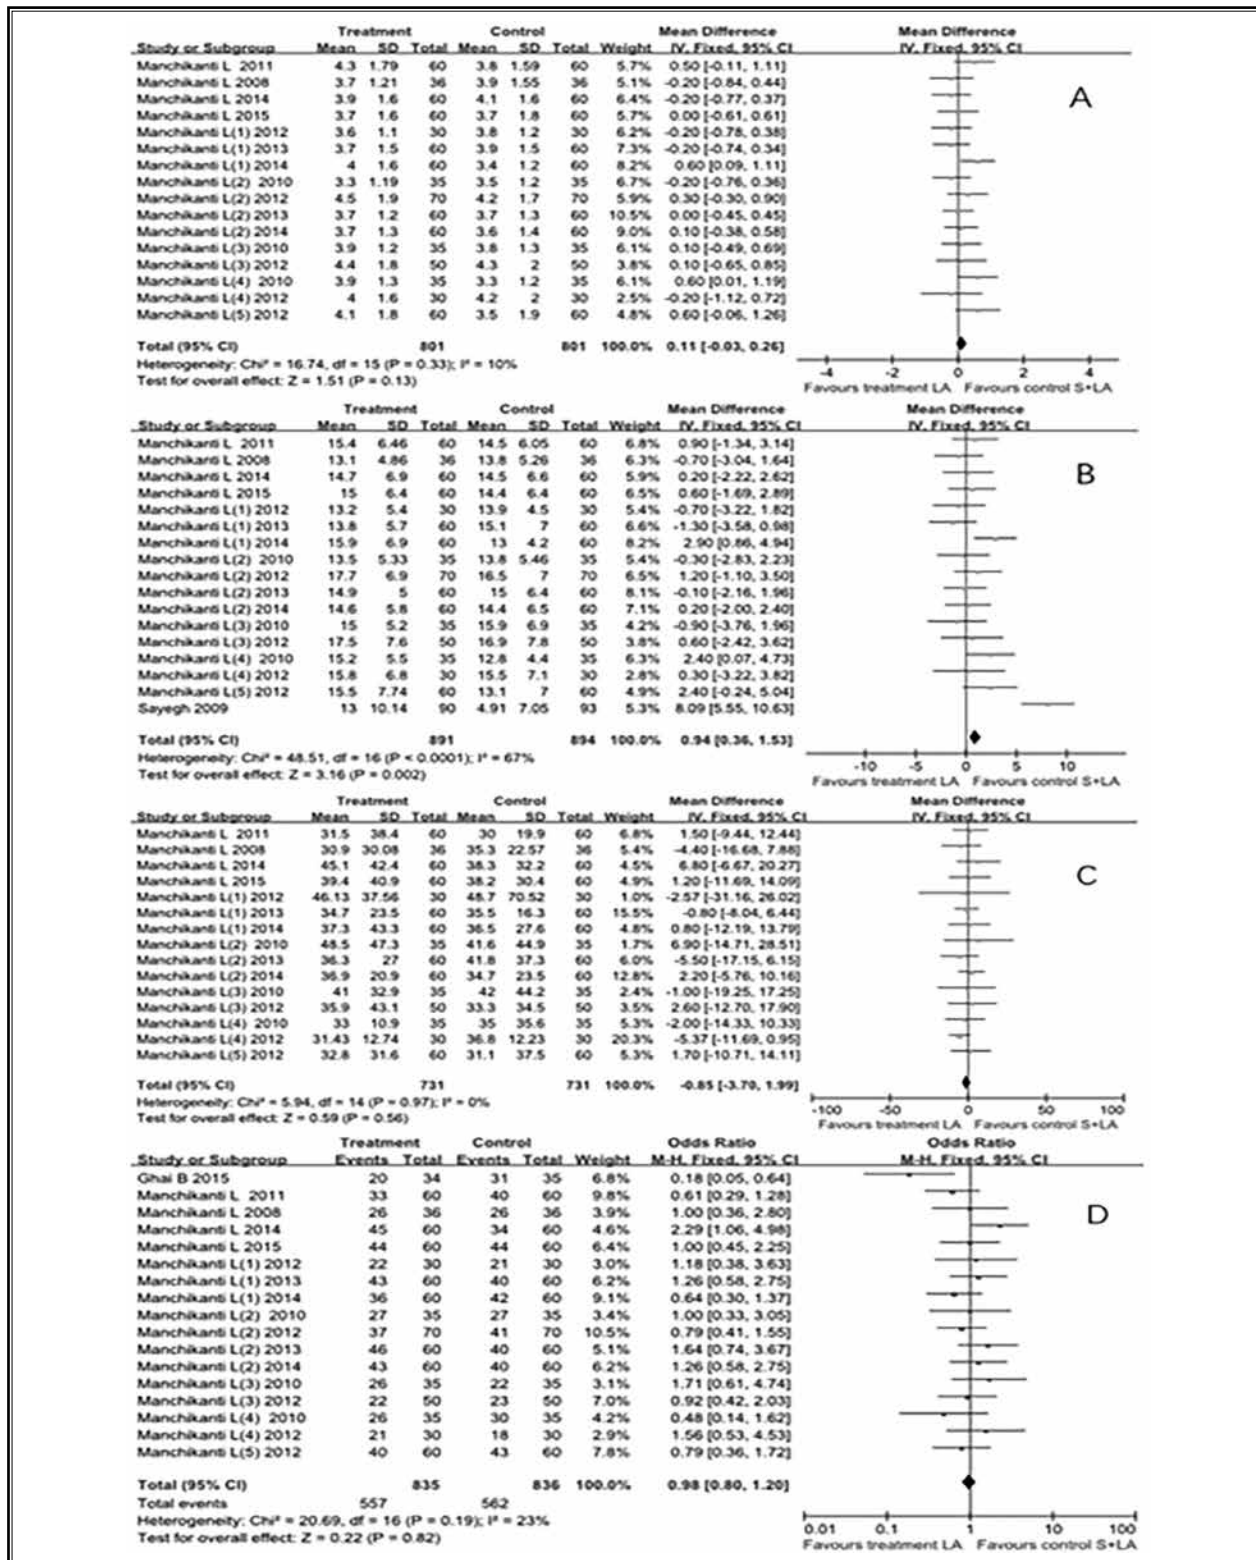 Treatment Control Mean Difference Mean Difference
Study or Subgroup Mean SD Total Mean SD Total Weight IV, Fixed, 95% CI IV, Fixed, 95% CI
Manchikanti L 2011 4.3 1.79 60 3.8 1.59 60 5.7% 0.50 [-0.11, 1.11]
Manchikanti L 2008 3.7 1.21 36 3.9 1.55 36 5.1% -0.20 [-0.84, 0.44]
Manchikanti L 2014 3.9 1.6 60 4.1 1.6 60 6.4% -0.20 [-0.77, 0.37]
A
Manchikanti L 2015 3.7 1.6 60 3.7 1.8 60 5.7% 0.00 [-0.61, 0.61]
Manchikanti L(1) 2012 3.6 1.1 30 3.8 1.2 30 6.2% -0.20 [-0.78, 0.38]
Manchikanti L(1) 2013 3.7 1.5 60 3.9 1.5 60 7.3% -0.20 [-0.74, 0.34]
Manchikanti L(1) 2014 4 1.6 60 3.4 1.2 60 8.2% 0.60 [0.09, 1.11]
Manchikanti L(2) 2010 3.3 1.19 35 3.5 1.2 35 6.7% -0.20 [-0.76, 0.36]
Manchikanti L(2) 2012 4.5 1.9 70 4.2 1.7 70 5.9% 0.30 [-0.30, 0.90]
Manchikanti L(2) 2013 3.7 1.2 60 3.7 1.3 60 10.5% 0.00 [-0.45, 0.45]
Manchikanti L(2) 2014 3.7 1.3 60 3.6 1.4 60 9.0% 0.10 [-0.38, 0.58]
Manchikanti L(3) 2010 3.9 1.2 35 3.8 1.3 35 6.1% 0.10 [-0.49, 0.69]
Manchikanti L(3) 2012 4.4 1.8 50 4.3 2 50 3.8% 0.10 [-0.65, 0.85]
Manchikanti L(4) 2010 3.9 1.3 35 3.3 1.2 35 6.1% 0.60 [0.01, 1.19]
Manchikanti L(4) 2012 4 1.6 30 4.2 2 30 2.5% -0.20 [-1.12, 0.72]
Manchikanti L(5) 2012 4.1 1.8 60 3.5 1.9 60 4.8% 0.60 [-0.06, 1.26]
Total (95% CI) 801 801 100.0% 0.11 [-0.03, 0.26]
Heterogeneity: Chi² = 16.74, df = 15 (P = 0.33); I² = 10%
Test for overall effect: Z = 1.51 (P = 0.13)
-4 -2 0 2 4
Favours treatment LA Favours control S+LA
Treatment Control Mean Difference Mean Difference
Study or Subgroup Mean SD Total Mean SD Total Weight IV, Fixed, 95% CI IV, Fixed, 95% CI
Manchikanti L 2011 15.4 6.46 60 14.5 6.05 60 6.8% 0.90 [-1.34, 3.14]
Manchikanti L 2008 13.1 4.86 36 13.8 5.26 36 6.3% -0.70 [-3.04, 1.64]
Manchikanti L 2014 14.7 6.9 60 14.5 6.6 60 5.9% 0.20 [-2.22, 2.62]
B
Manchikanti L 2015 15 6.4 60 14.4 6.4 60 6.5% 0.60 [-1.69, 2.89]
Manchikanti L(1) 2012 13.2 5.4 30 13.9 4.5 30 5.4% -0.70 [-3.22, 1.82]
Manchikanti L(1) 2013 13.8 5.7 60 15.1 7 60 6.6% -1.30 [-3.58, 0.98]
Manchikanti L(1) 2014 15.9 6.9 60 13 4.2 60 8.2% 2.90 [0.86, 4.94]
Manchikanti L(2) 2010 13.5 5.33 35 13.8 5.46 35 5.4% -0.30 [-2.83, 2.23]
Manchikanti L(2) 2012 17.7 6.9 70 16.5 7 70 6.5% 1.20 [-1.10, 3.50]
Manchikanti L(2) 2013 14.9 5 60 15 6.4 60 8.1% -0.10 [-2.16, 1.96]
Manchikanti L(2) 2014 14.6 5.8 60 14.4 6.5 60 7.1% 0.20 [-2.00, 2.40]
Manchikanti L(3) 2010 15 5.2 35 15.9 6.9 35 4.2% -0.90 [-3.76, 1.96]
Manchikanti L(3) 2012 17.5 7.6 50 16.9 7.8 50 3.8% 0.60 [-2.42, 3.62]
Manchikanti L(4) 2010 15.2 5.5 35 12.8 4.4 35 6.3% 2.40 [0.07, 4.73]
Manchikanti L(4) 2012 15.8 6.8 30 15.5 7.1 30 2.8% 0.30 [-3.22, 3.82]
Manchikanti L(5) 2012 15.5 7.74 60 13.1 7 60 4.9% 2.40 [-0.24, 5.04]
Sayegh 2009 13 10.14 90 4.91 7.05 93 5.3% 8.09 [5.55, 10.63]
Total (95% CI) 891 894 100.0% 0.94 [0.36, 1.53]
Heterogeneity: Chi² = 48.51, df = 16 (P < 0.0001); I² = 67%
Test for overall effect: Z = 3.16 (P = 0.002)
-10 -5 0 5 10
Favours treatment LA Favours control S+LA
Treatment Control Mean Difference Mean Difference
Study or Subgroup Mean SD Total Mean SD Total Weight IV, Fixed, 95% CI IV, Fixed, 95% CI
Manchikanti L 2011 31.5 38.4 60 30 19.9 60 6.8% 1.50 [-9.44, 12.44]
Manchikanti L 2008 30.9 30.08 36 35.3 22.57 36 5.4% -4.40 [-16.68, 7.88]
Manchikanti L 2014 45.1 42.4 60 38.3 32.2 60 4.5% 6.80 [-6.67, 20.27]
C
Manchikanti L 2015 39.4 40.9 60 38.2 30.4 60 4.9% 1.20 [-11.69, 14.09]
Manchikanti L(1) 2012 46.13 37.56 30 48.7 70.52 30 1.0% -2.57 [-31.16, 26.02]
Manchikanti L(1) 2013 34.7 23.5 60 35.5 16.3 60 15.5% -0.80 [-8.04, 6.44]
Manchikanti L(1) 2014 37.3 43.3 60 36.5 27.6 60 4.8% 0.80 [-12.19, 13.79]
Manchikanti L(2) 2010 48.5 47.3 35 41.6 44.9 35 1.7% 6.90 [-14.71, 28.51]
Manchikanti L(2) 2013 36.3 27 60 41.8 37.3 60 6.0% -5.50 [-17.15, 6.15]
Manchikanti L(2) 2014 36.9 20.9 60 34.7 23.5 60 12.8% 2.20 [-5.76, 10.16]
Manchikanti L(3) 2010 41 32.9 35 42 44.2 35 2.4% -1.00 [-19.25, 17.25]
Manchikanti L(3) 2012 35.9 43.1 50 33.3 34.5 50 3.5% 2.60 [-12.70, 17.90]
Manchikanti L(4) 2010 33 10.9 35 35 35.6 35 5.3% -2.00 [-14.33, 10.33]
Manchikanti L(4) 2012 31.43 12.74 30 36.8 12.23 30 20.3% -5.37 [-11.69, 0.95]
Manchikanti L(5) 2012 32.8 31.6 60 31.1 37.5 60 5.3% 1.70 [-10.71, 14.11]
Total (95% CI) 731 731 100.0% -0.85 [-3.70, 1.99]
Heterogeneity: Chi² = 5.94, df = 14 (P = 0.97); I² = 0%
Test for overall effect: Z = 0.59 (P = 0.56)
-100 -50 0 50 100
Favours treatment LA Favours control S+LA
Treatment Control Odds Ratio Odds Ratio
Study or Subgroup Events Total Events Total Weight M-H, Fixed, 95% CI M-H, Fixed, 95% CI
Ghai B 2015 20 34 31 35 6.8% 0.18 [0.05, 0.64]
Manchikanti L 2011 33 60 40 60 9.8% 0.61 [0.29, 1.28]
Manchikanti L 2008 26 36 26 36 3.9% 1.00 [0.36, 2.80]
D
Manchikanti L 2014 45 60 34 60 4.6% 2.29 [1.06, 4.98]
Manchikanti L 2015 44 60 44 60 6.4% 1.00 [0.45, 2.25]
Manchikanti L(1) 2012 22 30 21 30 3.0% 1.18 [0.38, 3.63]
Manchikanti L(1) 2013 43 60 40 60 6.2% 1.26 [0.58, 2.75]
Manchikanti L(1) 2014 36 60 42 60 9.1% 0.64 [0.30, 1.37]
Manchikanti L(2) 2010 27 35 27 35 3.4% 1.00 [0.33, 3.05]
Manchikanti L(2) 2012 37 70 41 70 10.5% 0.79 [0.41, 1.55]
Manchikanti L(2) 2013 46 60 40 60 5.1% 1.64 [0.74, 3.67]
Manchikanti L(2) 2014 43 60 40 60 6.2% 1.26 [0.58, 2.75]
Manchikanti L(3) 2010 26 35 22 35 3.1% 1.71 [0.61, 4.74]
Manchikanti L(3) 2012 22 50 23 50 7.0% 0.92 [0.42, 2.03]
Manchikanti L(4) 2010 26 35 30 35 4.2% 0.48 [0.14, 1.62]
Manchikanti L(4) 2012 21 30 18 30 2.9% 1.56 [0.53, 4.53]
Manchikanti L(5) 2012 40 60 43 60 7.8% 0.79 [0.36, 1.72]
Total (95% CI) 835 836 100.0% 0.98 [0.80, 1.20]
Total events 557 562
Heterogeneity: Chi² = 20.69, df = 16 (P = 0.19); I² = 23%
Test for overall effect: Z = 0.22 (P = 0.82)
0.01 0.1 1 10 100
Favours treatment LA Favours control S+LA